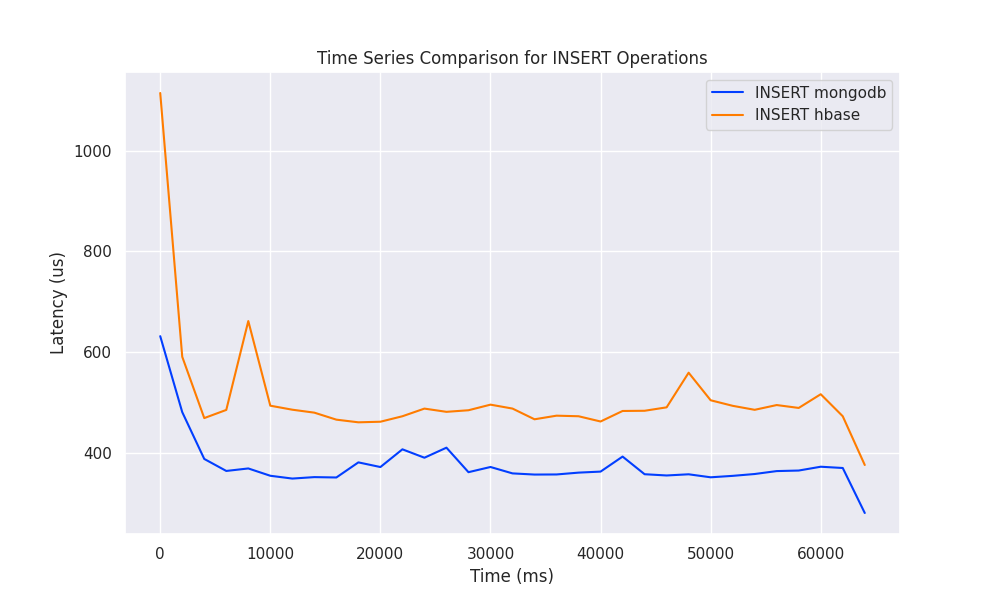 Time Series Comparison for INSERT Operations
INSERT mongodb
INSERT hbase
1000
800
600
400
Latency (us)
0 10000 20000 30000 40000 50000 60000
Time (ms)